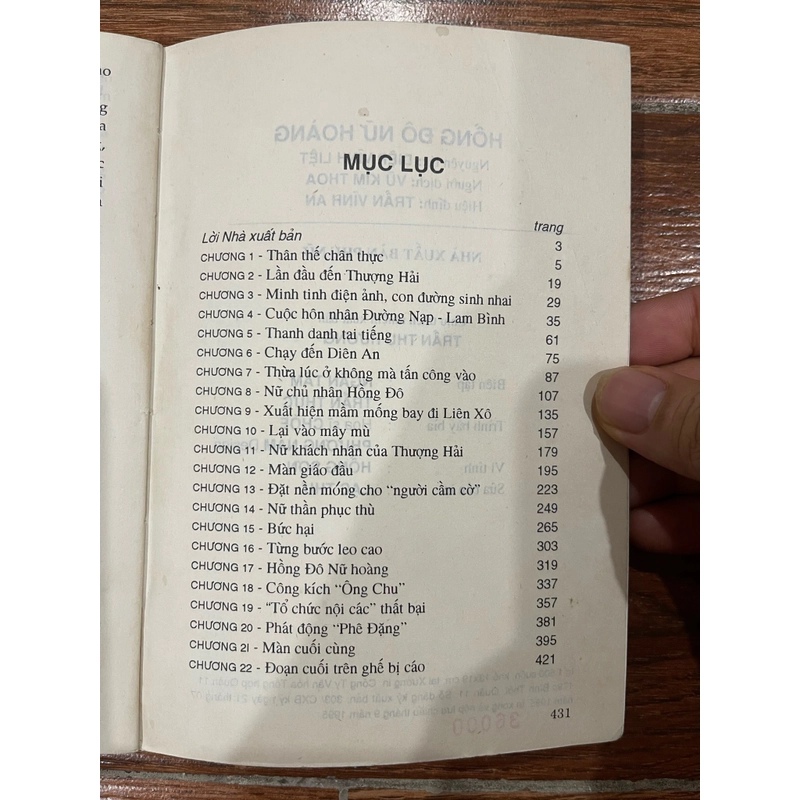 MỤC LỤC
trang
Lời Nhà xuất bản 3
CHƯƠNG 1 - Thân thế chân thực 5
CHƯƠNG 2 - Lần đầu đến Thượng Hải 19
CHƯƠNG 3 - Minh tinh điện ảnh, con đường sinh nhai 29
CHƯƠNG 4 - Cuộc hôn nhân Đường Nạp - Lam Bình 35
CHƯƠNG 5 - Thanh danh tai tiếng 61
CHƯƠNG 6 - Chạy đến Diên An 75
CHƯƠNG 7 - Thừa lúc ở không mà tấn công vào 87
CHƯƠNG 8 - Nữ chủ nhân Hồng Đô 107
CHƯƠNG 9 - Xuất hiện mầm mống bay đi Liên Xô 135
CHƯƠNG 10 - Lại vào mây mù 157
CHƯƠNG 11 - Nữ khách nhân của Thượng Hải 179
CHƯƠNG 12 - Màn giáo đầu 195
CHƯƠNG 13 - Đặt nền móng cho "người cầm cờ" 223
CHƯƠNG 14 - Nữ thần phục thù 249
CHƯƠNG 15 - Bức hại 265
CHƯƠNG 16 - Từng bước leo cao 303
CHƯƠNG 17 - Hồng Đô Nữ hoàng 319
CHƯƠNG 18 - Công kích "Ông Chu" 337
CHƯƠNG 19 - "Tổ chức nội các" thất bại 357
CHƯƠNG 20 - Phát động "Phê Đặng" 381
CHƯƠNG 21 - Màn cuối cùng 395
CHƯƠNG 22 - Đoạn cuối trên ghế bị cáo 421
431